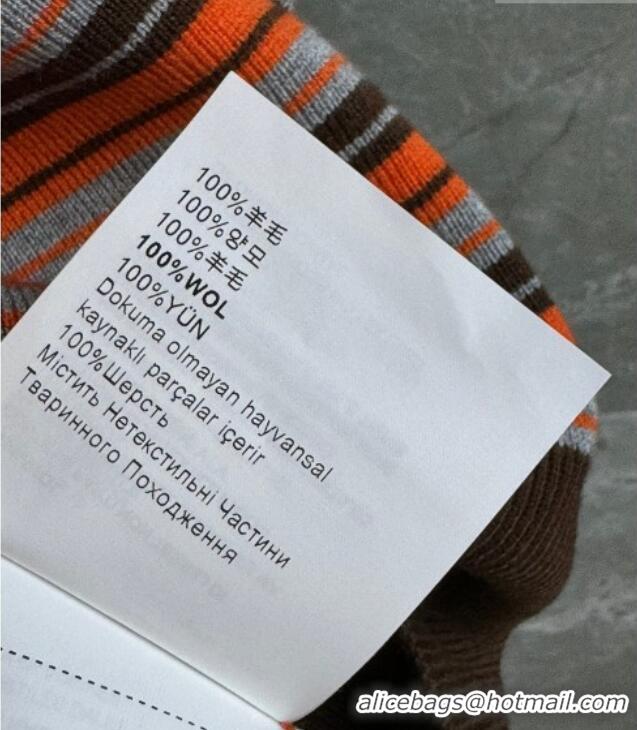 100%羊毛
100%양모
100%羊毛
100%WOL
100%YÜN
Dokuma olmayan hayvansal
kaynaklı parçalar içerir
100%Шерсть
Містить Нетекстильні Частини
Тваринного Походження
alicebags@hotmail.com